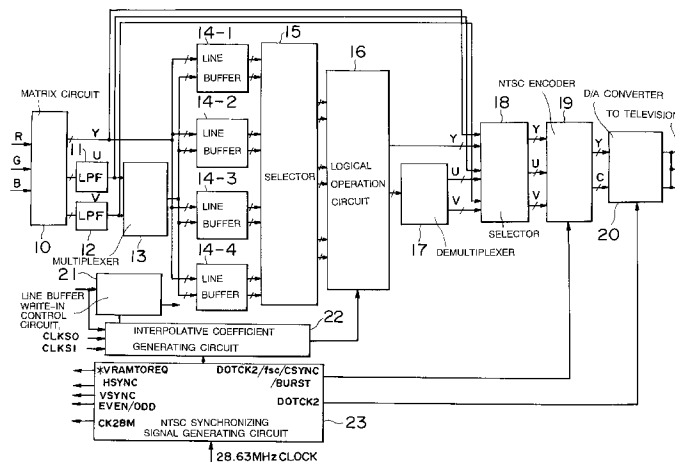 14-1
15
16
LINE
BUFFER
14-2
LINE
BUFFER
14-3
LINE
BUFFER
14-4
LINE
BUFFER
SELECTOR
LOGICAL
OPERATION
CIRCUIT
MATRIX CIRCUIT
R
G
B
10
Y
11
U
LPF
V
LPF
12
MULTIPLEXER
13
NTSC ENCODER
18
19
D/A CONVERTER
TO TELEVISION
Y
U
V
Y
U
V
Y
C
SELECTOR
20
17
DEMULTIPLEXER
21
LINE BUFFER
WRITE-IN
CONTROL
CIRCUIT,
CLKS0
CLKS1
22
INTERPOLATIVE COEFFICIENT
GENERATING CIRCUIT
*VRAMTOREQ
HSYNC
VSYNC
EVEN/ODD
CK28M
DOTCK2/fsc/CSYNC
/BURST
DOTCK2
NTSC SYNCHRONIZING
SIGNAL GENERATING CIRCUIT
23
28.63MHz CLOCK